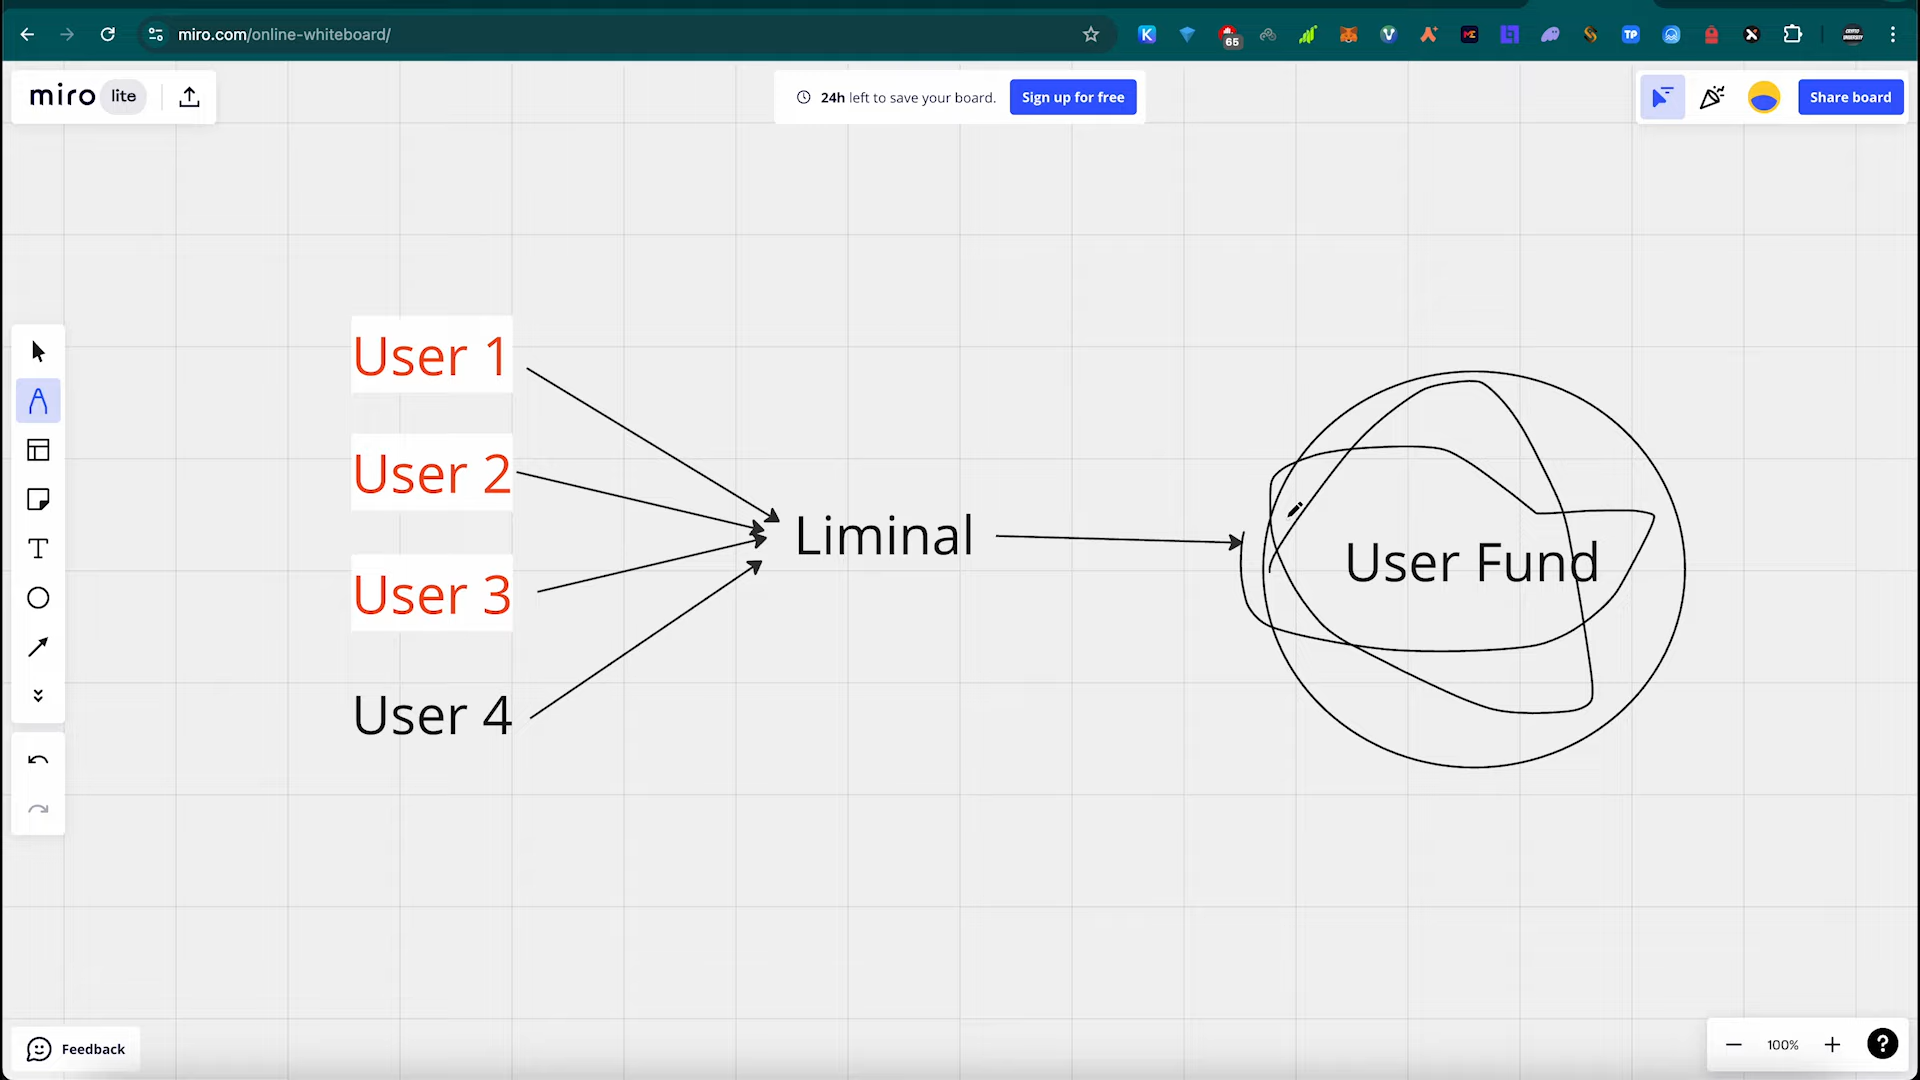 miro.com/online-whiteboard/
65
miro lite
24h left to save your board. Sign up for free
Share board
User 1
User 2
User 3
User 4
Liminal
User Fund
Feedback
100%